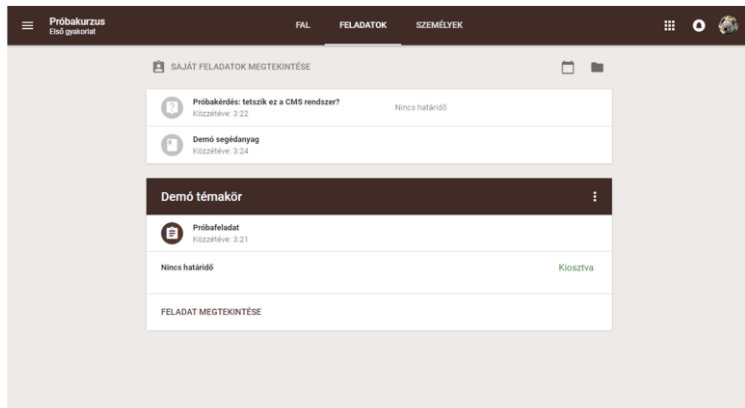 Próbakurzus
Első gyakorlat
FAL FELADATOK SZEMÉLYEK
SAJÁT FELADATOK MEGTEKINTÉSE
Próbakérdés: tetszik ez a CMS rendszer?
Közzétéve: 3:22
Nincs határidő
Demó segédanyag
Közzétéve: 3:24
Demó témakör
Próbafeladat
Közzétéve: 3:21
Nincs határidő Kiosztva
FELADAT MEGTEKINTÉSE